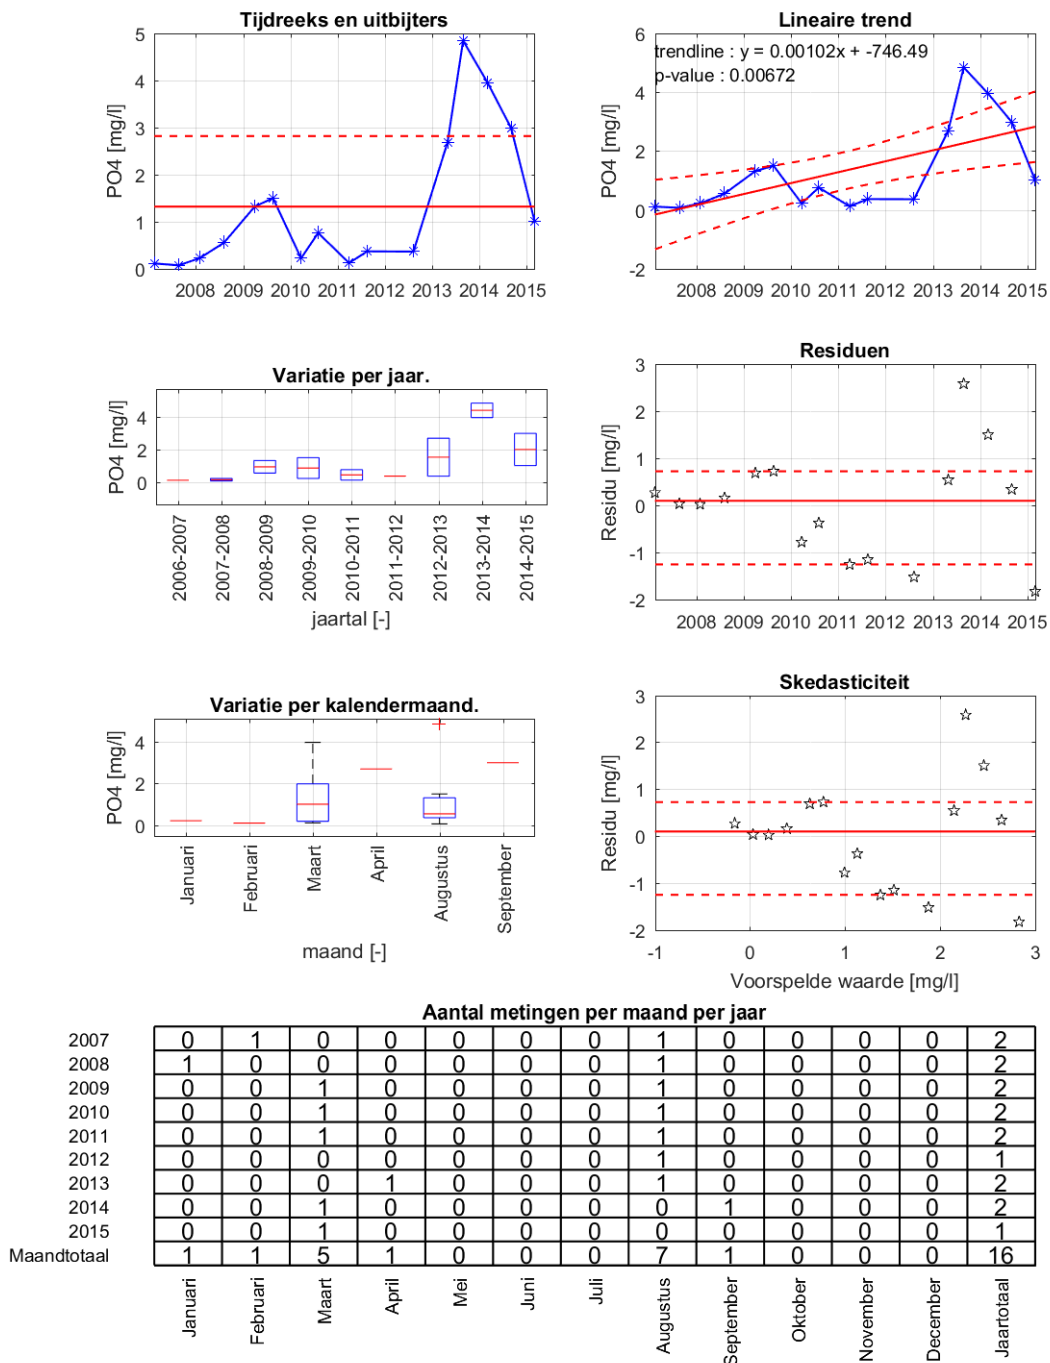 Tijdreeks en uitbijters
PO4 [mg/l]
5
4
3
2
1
0
2008 2009 2010 2011 2012 2013 2014 2015
Lineaire trend
trendline : y = 0.00102x + -746.49
p-value : 0.00672
PO4 [mg/l]
6
4
2
0
-2
2008 2009 2010 2011 2012 2013 2014 2015
Variatie per jaar.
PO4 [mg/l]
4
2
0
2006-2007 2007-2008 2008-2009 2009-2010 2010-2011 2011-2012 2012-2013 2013-2014 2014-2015
jaartal [-]
Residuen
Residu [mg/l]
3
2
1
0
-1
-2
2008 2009 2010 2011 2012 2013 2014 2015
Variatie per kalendermaand.
PO4 [mg/l]
4
2
0
Januari Februari Maart April Augustus September
maand [-]
Skedasticiteit
Residu [mg/l]
3
2
1
0
-1
-2
-1 0 1 2 3
Voorspelde waarde [mg/l]
Aantal metingen per maand per jaar
2007 0 1 0 0 0 0 0 1 0 0 0 0 2
2008 1 0 0 0 0 0 0 1 0 0 0 0 2
2009 0 0 1 0 0 0 0 1 0 0 0 0 2
2010 0 0 1 0 0 0 0 1 0 0 0 0 2
2011 0 0 1 0 0 0 0 1 0 0 0 0 2
2012 0 0 0 0 0 0 0 1 0 0 0 0 1
2013 0 0 0 1 0 0 0 1 0 0 0 0 2
2014 0 0 1 0 0 0 0 0 1 0 0 0 2
2015 0 0 1 0 0 0 0 0 0 0 0 0 1
Maandtotaal 1 1 5 1 0 0 0 7 1 0 0 0 16
Januari Februari Maart April Mei Juni Juli Augustus September Oktober November December Jaartotaal